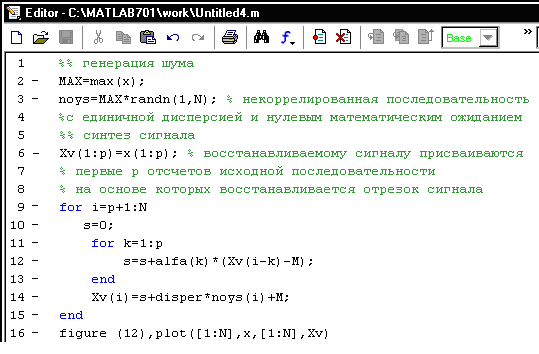 Editor - C:\MATLAB701\work\Untitled4.m
Base
1 %% генерация шума
2 - MAX=max(x);
3 - noys=MAX*randn(1,N); % некоррелированная последовательность
4 %с единичной дисперсией и нулевым математическим ожиданием
5 %% синтез сигнала
6 - Xv(1:p)=x(1:p); % восстанавливаемому сигналу присваиваются
7 % первые p отсчетов исходной последовательности
8 % на основе которых восстанавливается отрезок сигнала
9 - for i=p+1:N
10 - s=0;
11 - for k=1:p
12 - s=s+alfa(k)*(Xv(i-k)-M);
13 - end
14 - Xv(i)=s+disper*noys(i)+M;
15 - end
16 - figure (12),plot([1:N],x,[1:N],Xv)